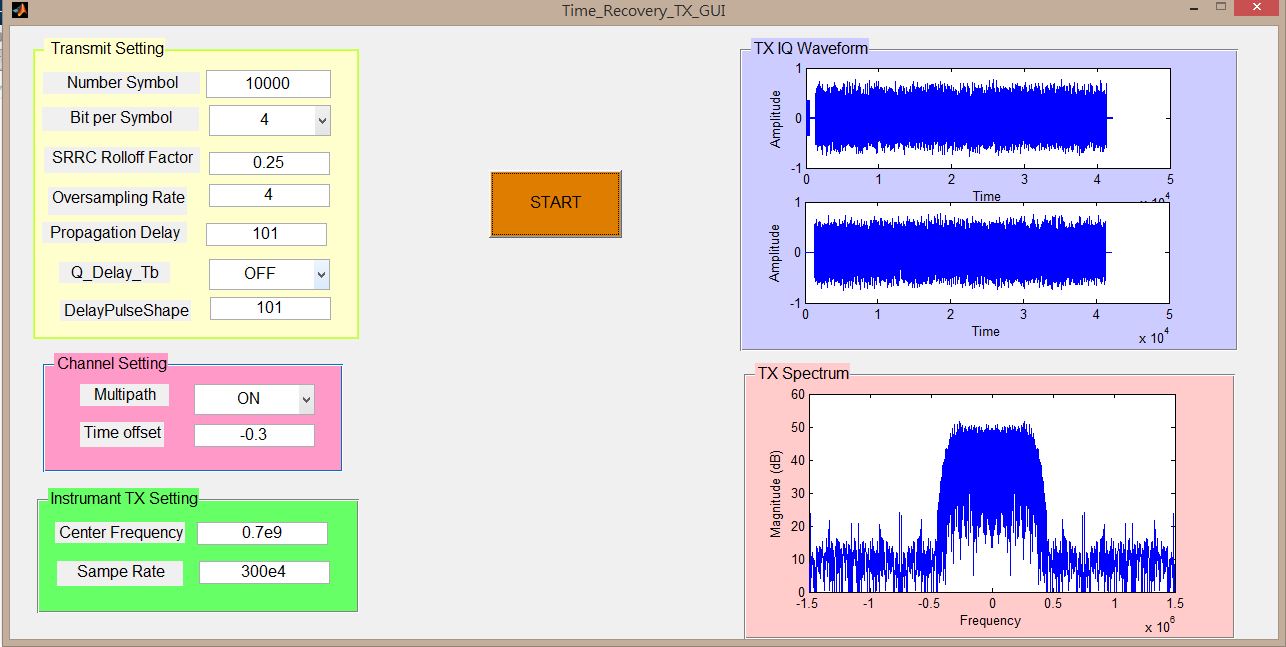 Time_Recovery_TX_GUI
Transmit Setting
Number Symbol 10000
Bit per Symbol 4
SRRC Rolloff Factor 0.25
Oversampling Rate 4
Propagation Delay 101
Q_Delay_Tb OFF
DelayPulseShape 101
Channel Setting
Multipath ON
Time offset -0.3
Instrumant TX Setting
Center Frequency 0.7e9
Sampe Rate 300e4
START
TX IQ Waveform
Amplitude
1
0
-1
0 1 2 3 4 5
Time
x 10^4
Amplitude
1
0
-1
0 1 2 3 4 5
Time
x 10^4
TX Spectrum
Magnitude (dB)
60
50
40
30
20
10
0
-1.5 -1 -0.5 0 0.5 1 1.5
Frequency
x 10^6